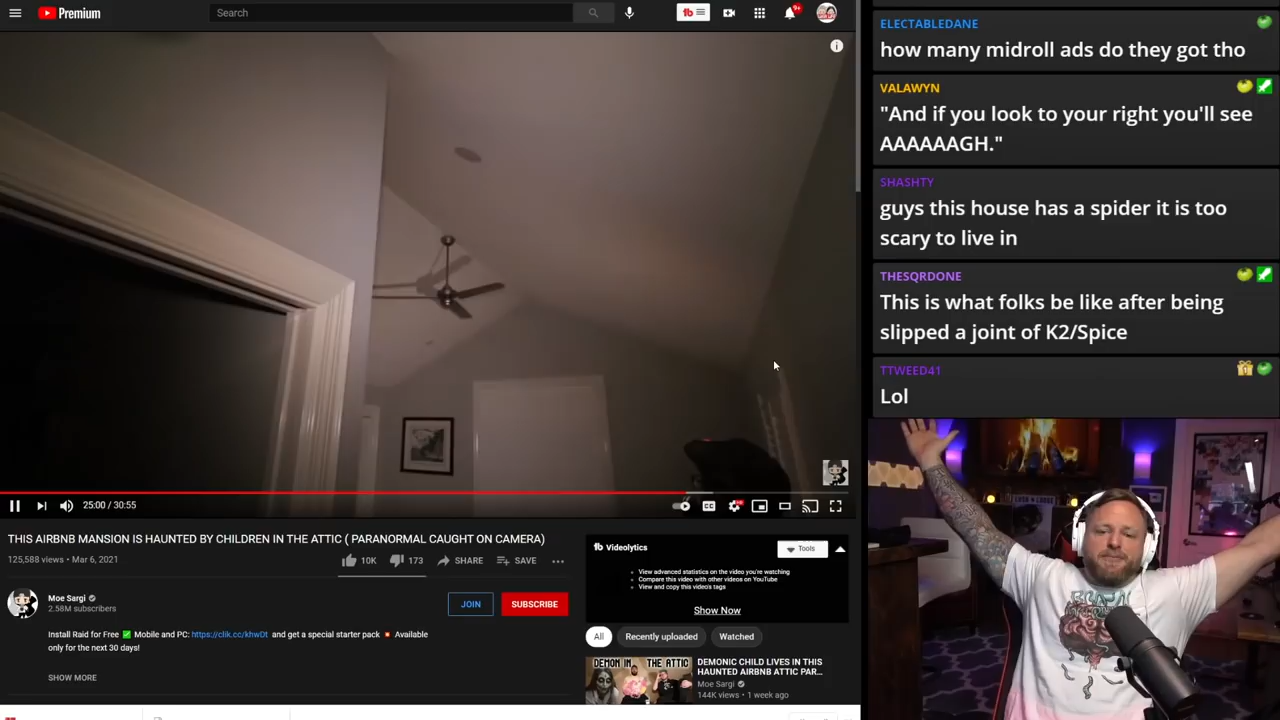 Premium
Search
9+
ELECTABLEDANE
how many midroll ads do they got tho
VALAWYN
"And if you look to your right you'll see
AAAAAAGH."
SHASHTY
guys this house has a spider it is too
scary to live in
THESQRDONE
This is what folks be like after being
slipped a joint of K2/Spice
TTWEED41
Lol
25:00 / 30:55
THIS AIRBNB MANSION IS HAUNTED BY CHILDREN IN THE ATTIC ( PARANORMAL CAUGHT ON CAMERA)
125,588 views • Mar 6, 2021
10K
173
SHARE
SAVE
Moe Sargi
2.58M subscribers
JOIN
SUBSCRIBE
Install Raid for Free ✅ Mobile and PC: https://clik.cc/khwDt and get a special starter pack 💥 Available
only for the next 30 days!
SHOW MORE
tb Videolytics
Tools
View advanced statistics on the video you're watching
Compare this video with other videos on YouTube
View and copy this video's tags
Show Now
All
Recently uploaded
Watched
DEMON IN THE ATTIC
DEMONIC CHILD LIVES IN THIS
HAUNTED AIRBNB ATTIC PAR...
Moe Sargi
144K views • 1 week ago